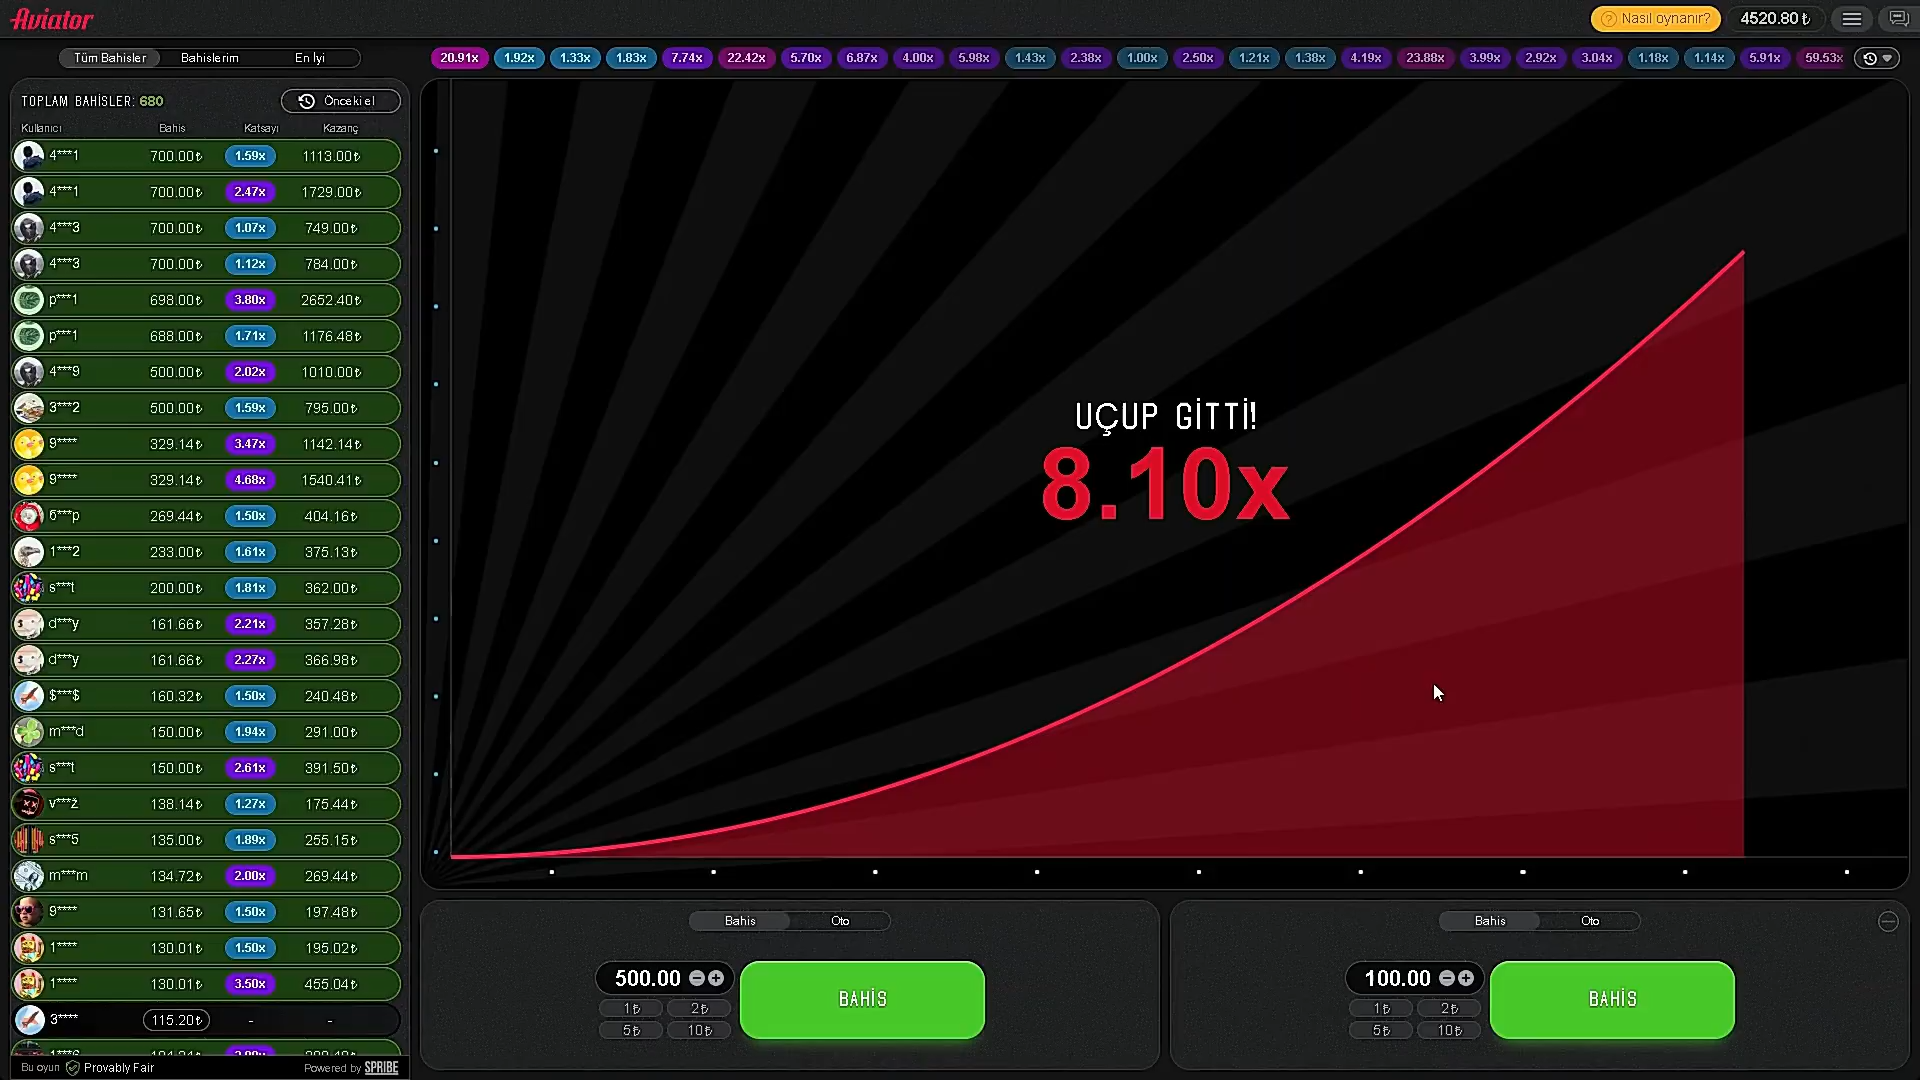 Aviator
Nasıl oynanır?
4520.80₺
Tüm Bahisler
Bahislerim
En İyi
20.91x 1.92x 1.33x 1.83x 7.74x 22.42x 5.70x 6.87x 4.00x 5.98x 1.43x 2.38x 1.00x 2.50x 1.21x 1.38x 4.19x 23.88x 3.99x 2.92x 3.04x 1.18x 1.14x 5.91x 59.53x
TOPLAM BAHİSLER: 680
Önceki el
Kullanıcı Bahis Katsayı Kazanç
4***1 700.00₺ 1.59x 1113.00₺
4***1 700.00₺ 2.47x 1729.00₺
4***3 700.00₺ 1.07x 749.00₺
4***3 700.00₺ 1.12x 784.00₺
p***1 698.00₺ 3.80x 2652.40₺
p***1 688.00₺ 1.71x 1176.48₺
4***9 500.00₺ 2.02x 1010.00₺
3***2 500.00₺ 1.59x 795.00₺
9**** 329.14₺ 3.47x 1142.14₺
9**** 329.14₺ 4.68x 1540.41₺
6***p 269.44₺ 1.50x 404.16₺
1***2 233.00₺ 1.61x 375.13₺
s***t 200.00₺ 1.81x 362.00₺
d***y 161.66₺ 2.21x 357.28₺
d***y 161.66₺ 2.27x 366.98₺
$***$ 160.32₺ 1.50x 240.48₺
m***d 150.00₺ 1.94x 291.00₺
s***t 150.00₺ 2.61x 391.50₺
v***ž 138.14₺ 1.27x 175.44₺
s***5 135.00₺ 1.89x 255.15₺
m***m 134.72₺ 2.00x 269.44₺
9**** 131.65₺ 1.50x 197.48₺
1**** 130.01₺ 1.50x 195.02₺
1**** 130.01₺ 3.50x 455.04₺
3**** 115.20₺ - -
Bu oyun Provably Fair
Powered by SPRIBE
UÇUP GİTTİ!
8.10x
Bahis Oto
500.00
1₺ 2₺
5₺ 10₺
BAHİS
Bahis Oto
100.00
1₺ 2₺
5₺ 10₺
BAHİS